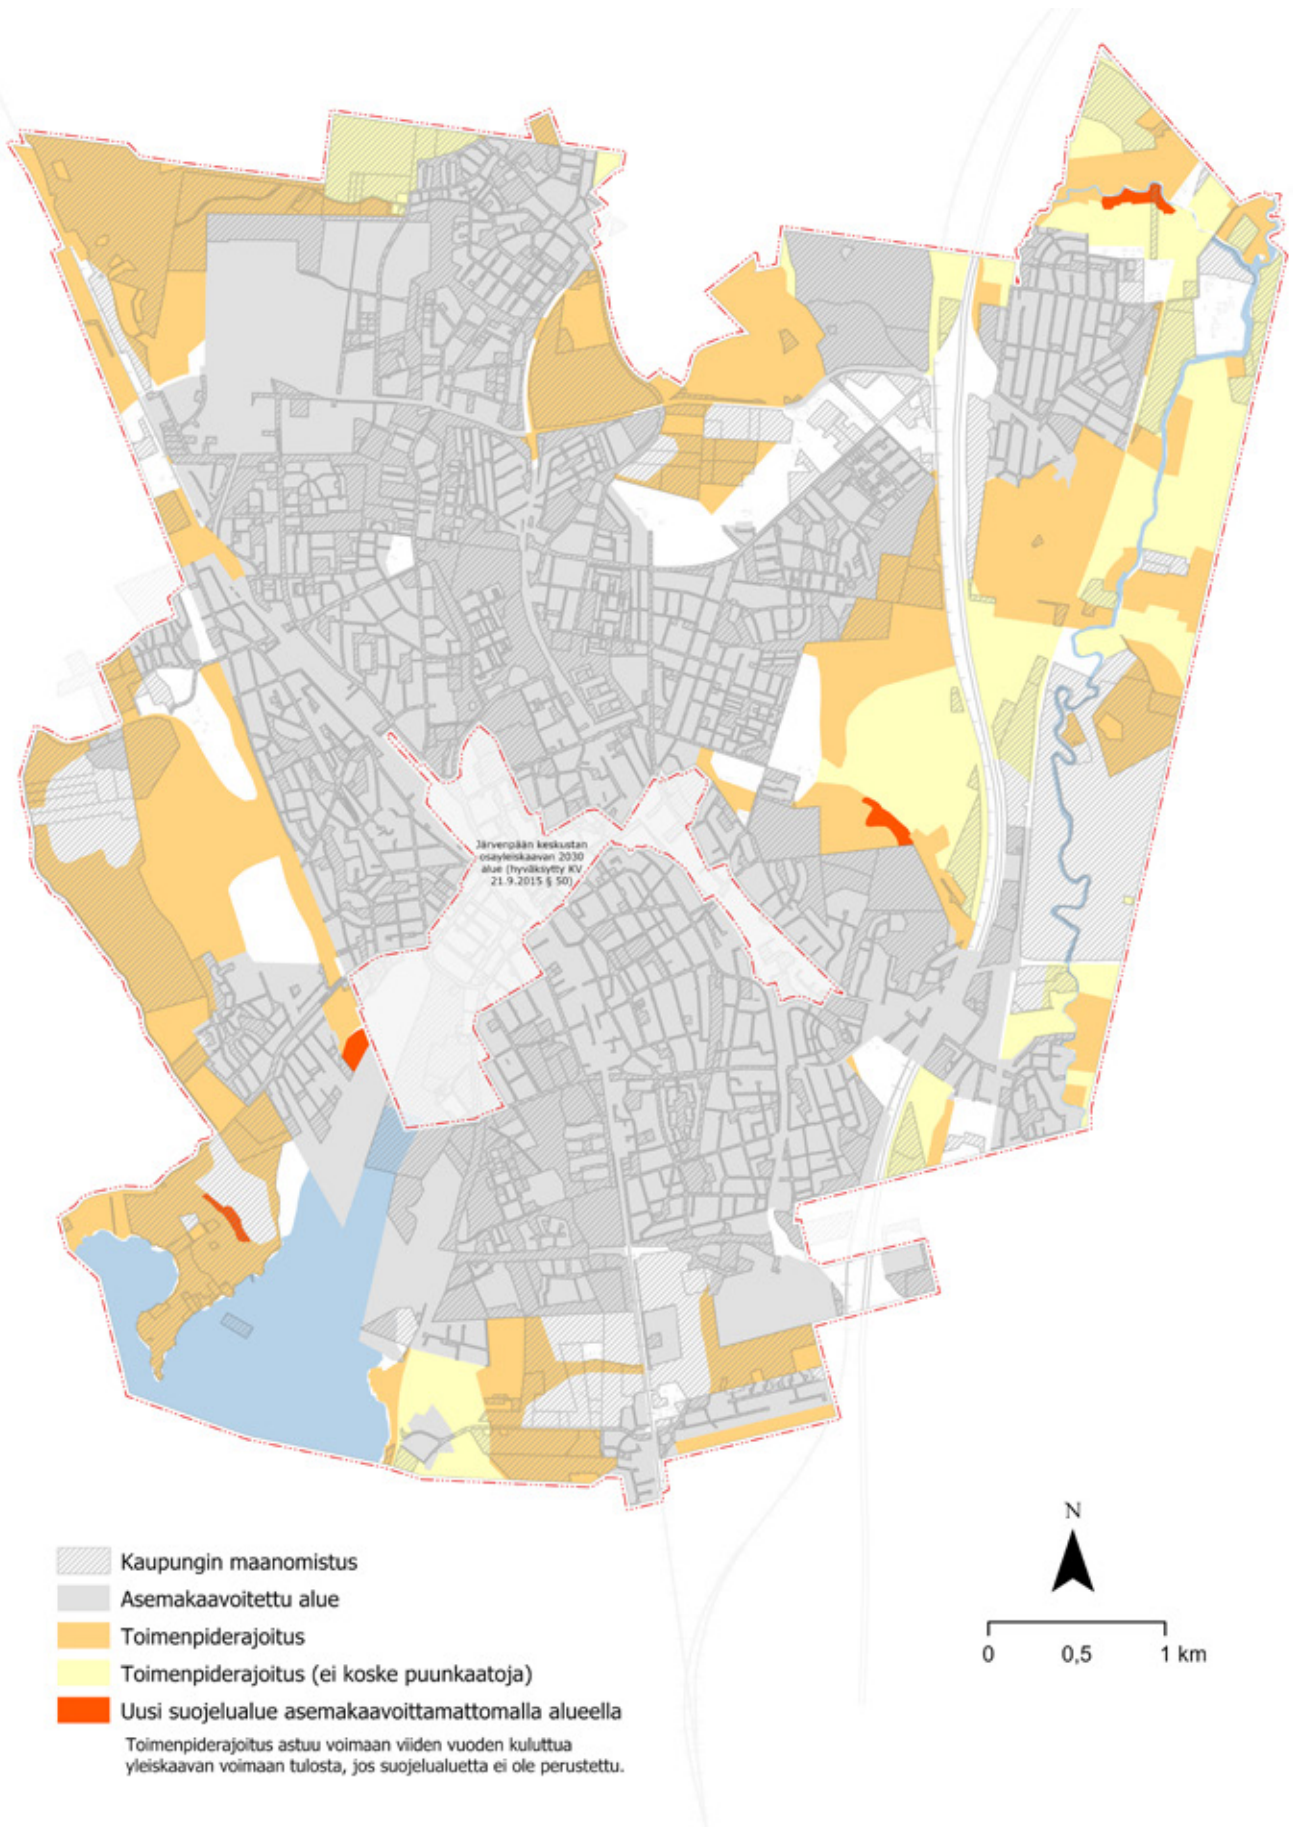 Järvenpään keskustan
osayleiskaavan 2030
alue (hyväksytty KV
21.9.2015 § 50)
Kaupungin maanomistus
Asemakaavoitettu alue
Toimenpiderajoitus
Toimenpiderajoitus (ei koske puunkaatoja)
Uusi suojelualue asemakaavoittamattomalla alueella
Toimenpiderajoitus astuu voimaan viiden vuoden kuluttua
yleiskaavan voimaan tulosta, jos suojelualuetta ei ole perustettu.
N
0 0,5 1 km